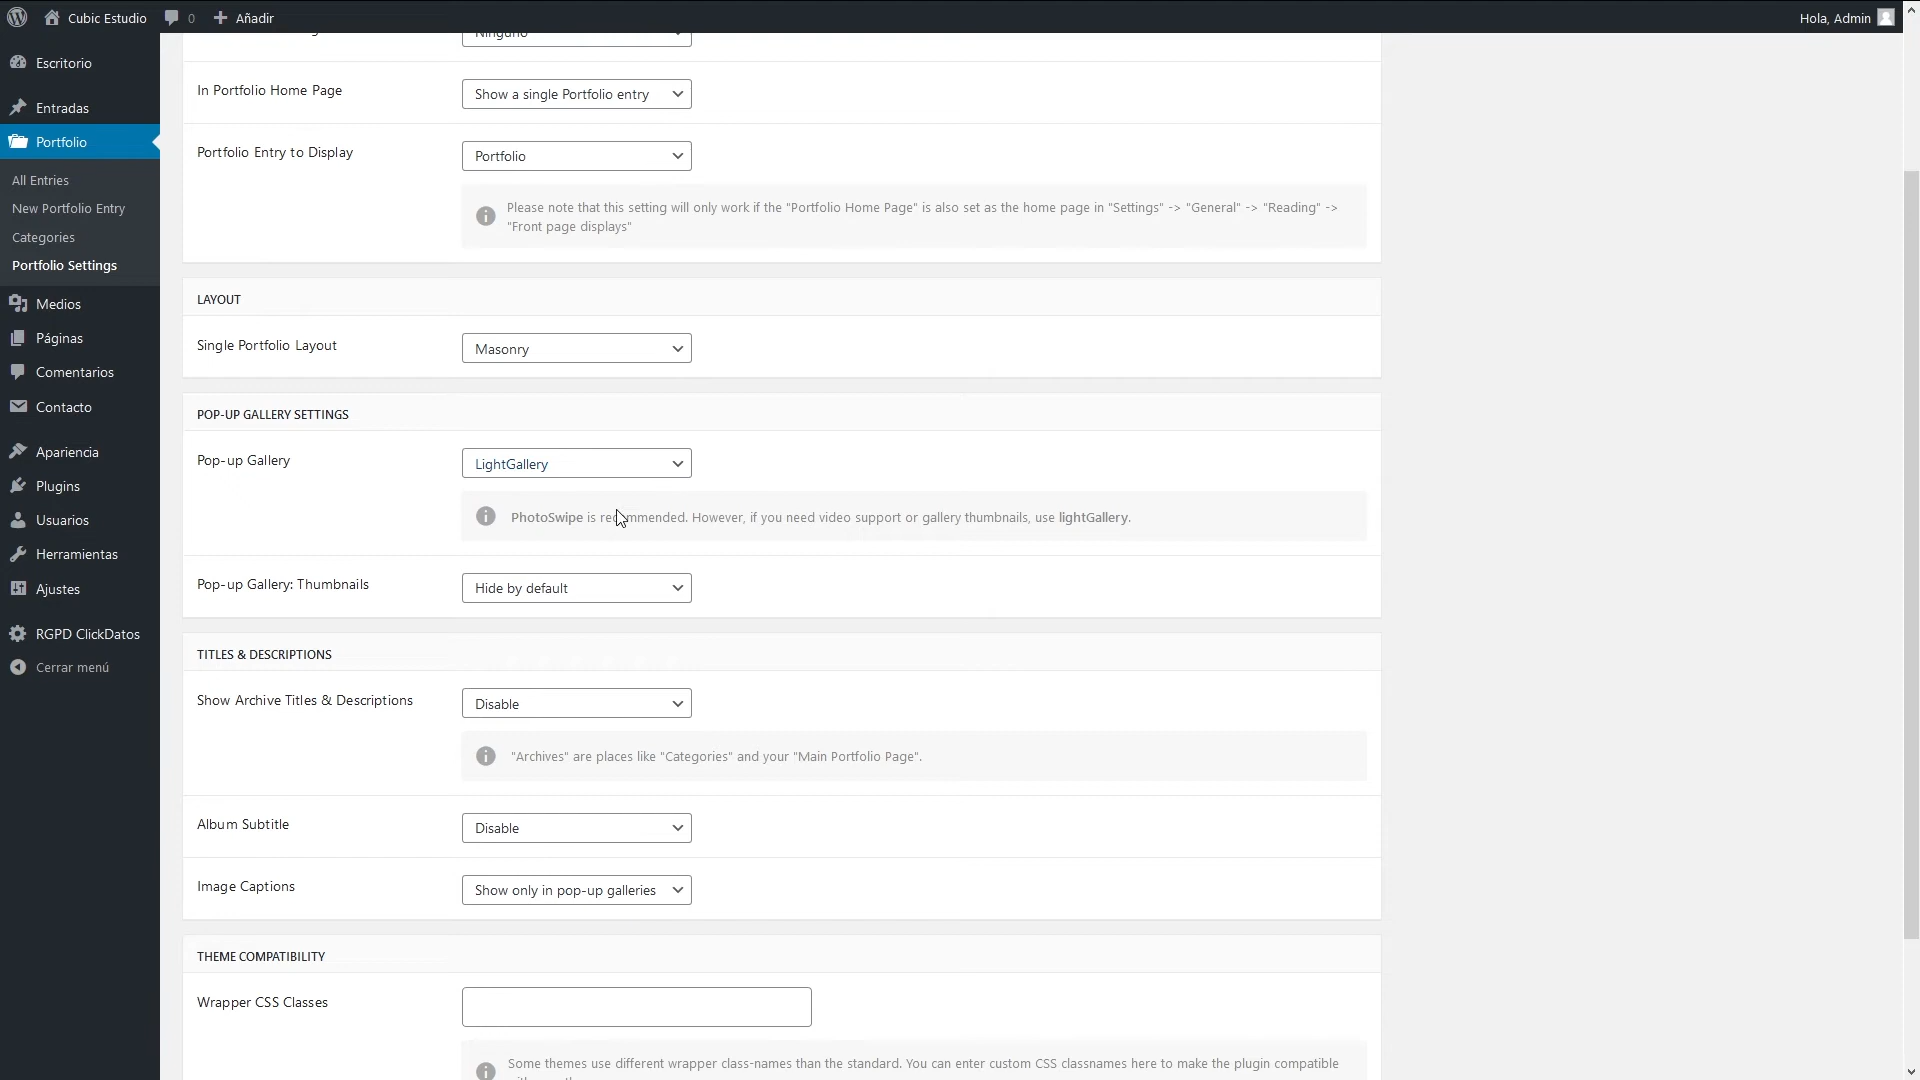 Cubic Estudio
0
Añadir
Hola, Admin
Escritorio
Entradas
Portfolio
All Entries
New Portfolio Entry
Categories
Portfolio Settings
Medios
Páginas
Comentarios
Contacto
Apariencia
Plugins
Usuarios
Herramientas
Ajustes
RGPD ClickDatos
Cerrar menú
Ninguno
In Portfolio Home Page
Show a single Portfolio entry
Portfolio Entry to Display
Portfolio
Please note that this setting will only work if the "Portfolio Home Page" is also set as the home page in "Settings" -> "General" -> "Reading" ->
"Front page displays"
LAYOUT
Single Portfolio Layout
Masonry
POP-UP GALLERY SETTINGS
Pop-up Gallery
LightGallery
PhotoSwipe is recommended. However, if you need video support or gallery thumbnails, use lightGallery.
Pop-up Gallery: Thumbnails
Hide by default
TITLES & DESCRIPTIONS
Show Archive Titles & Descriptions
Disable
"Archives" are places like "Categories" and your "Main Portfolio Page".
Album Subtitle
Disable
Image Captions
Show only in pop-up galleries
THEME COMPATIBILITY
Wrapper CSS Classes
Some themes use different wrapper class-names than the standard. You can enter custom CSS classnames here to make the plugin compatible